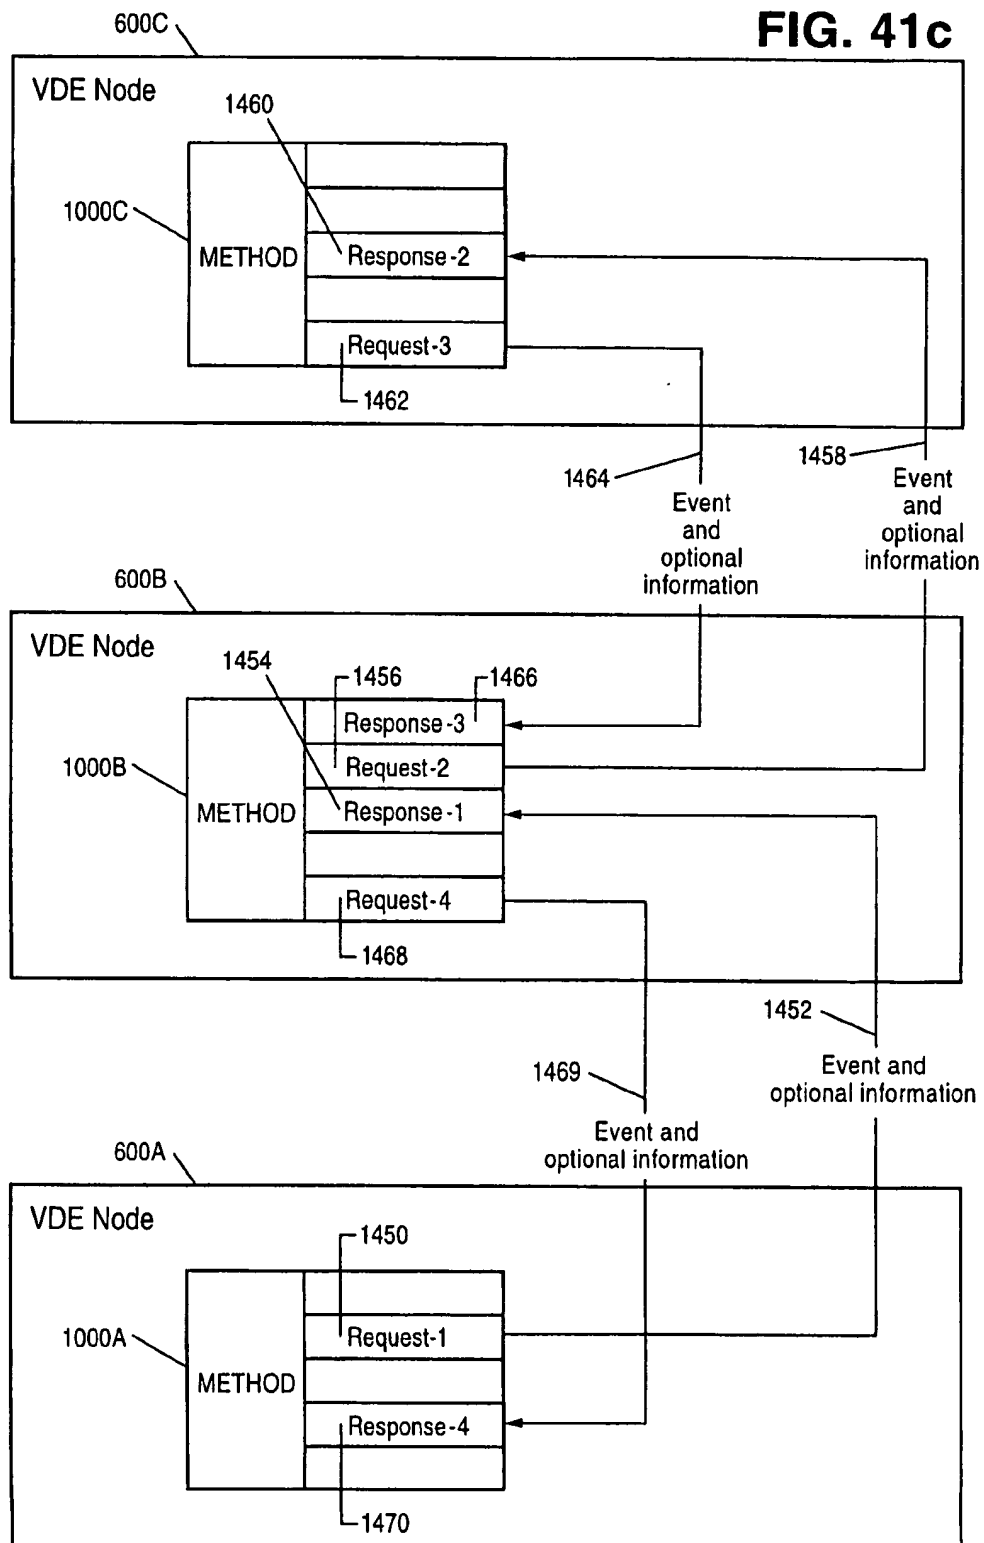 FIG. 41c
600C
VDE Node
1460
1000C
METHOD
Response-2
Request-3
1462
1464
1458
Event
and
optional
information
Event
and
optional
information
600B
VDE Node
1454
1456
1466
Response-3
1000B
Request-2
METHOD
Response-1
Request-4
1468
1452
Event and
optional information
1469
Event and
optional information
600A
VDE Node
1450
1000A
Request-1
METHOD
Response-4
1470